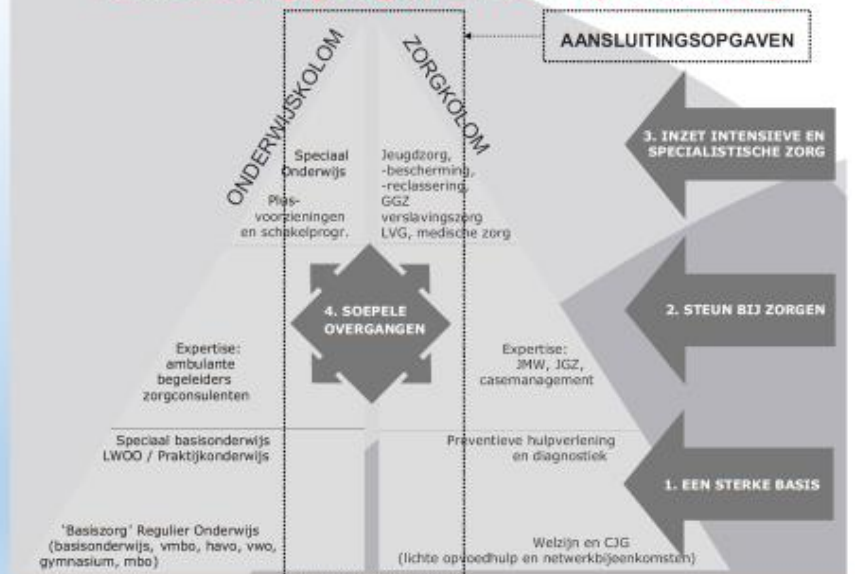 AANSLUITINGSOPGAVEN
ONDERWIJSKOLOM
ZORGKOLOM
Speciaal
Onderwijs
Plus-
voorzieningen
en schakelprogr.
Jeugdzorg,
-bescherming,
-reclassering,
GGZ
verslavingszorg
LVG, medische zorg
3. INZET INTENSIEVE EN
SPECIALISTISCHE ZORG
4. SOEPELE
OVERGANGEN
2. STEUN BIJ ZORGEN
Expertise:
ambulante
begeleiders
zorgconsulenten
Expertise:
JMW, JGZ,
casemanagement
Speciaal basisonderwijs
LWOO / Praktijkonderwijs
Preventieve hulpverlening
en diagnostiek
1. EEN STERKE BASIS
'Basiszorg' Regulier Onderwijs
(basisonderwijs, vmbo, havo, vwo,
gymnasium, mbo)
Welzijn en CJG
(lichte opvoedhulp en netwerkbijeenkomsten)